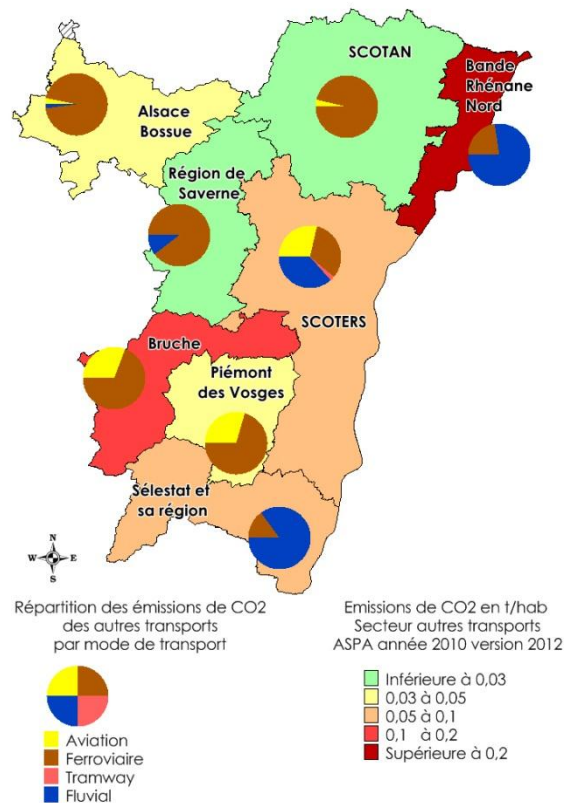 SCOTAN
Bande
Rhénane
Nord
Alsace
Bossue
Région de
Saverne
SCOTERS
Bruche
Piémont
des Vosges
Sélestat et
sa région
N
W E
S
Répartition des émissions de CO2
des autres transports
par mode de transport
Aviation
Ferroviaire
Tramway
Fluvial
Emissions de CO2 en t/hab
Secteur autres transports
ASPA année 2010 version 2012
Inférieure à 0,03
0,03 à 0,05
0,05 à 0,1
0,1 à 0,2
Supérieure à 0,2